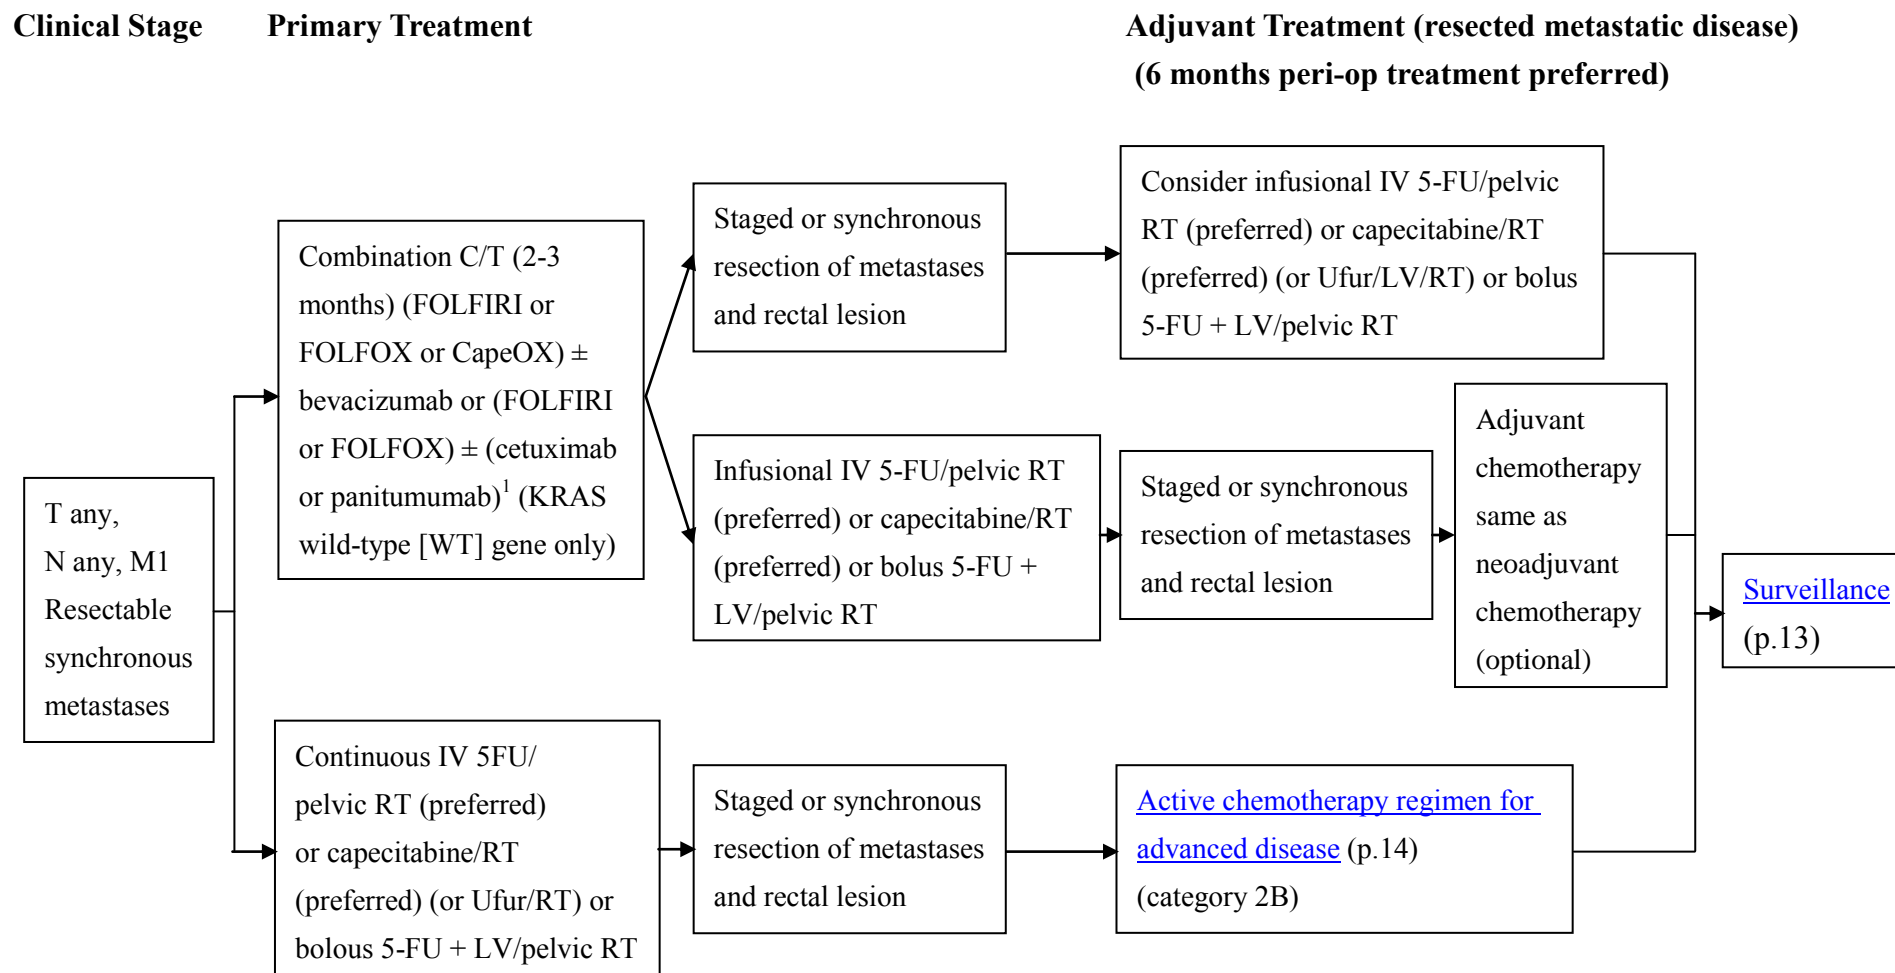 Clinical Stage
Primary Treatment
Adjuvant Treatment (resected metastatic disease)
(6 months peri-op treatment preferred)
T any,
N any, M1
Resectable
synchronous
metastases
Combination C/T (2-3
months) (FOLFIRI or
FOLFOX or CapeOX) ±
bevacizumab or (FOLFIRI
or FOLFOX) ± (cetuximab
or panitumumab)¹ (KRAS
wild-type [WT] gene only)
Staged or synchronous
resection of metastases
and rectal lesion
Consider infusional IV 5-FU/pelvic
RT (preferred) or capecitabine/RT
(preferred) (or Ufur/LV/RT) or bolus
5-FU + LV/pelvic RT
Infusional IV 5-FU/pelvic RT
(preferred) or capecitabine/RT
(preferred) or bolus 5-FU +
LV/pelvic RT
Staged or synchronous
resection of metastases
and rectal lesion
Adjuvant
chemotherapy
same as
neoadjuvant
chemotherapy
(optional)
Continuous IV 5FU/
pelvic RT (preferred)
or capecitabine/RT
(preferred) (or Ufur/RT) or
bolous 5-FU + LV/pelvic RT
Staged or synchronous
resection of metastases
and rectal lesion
Active chemotherapy regimen for
advanced disease (p.14)
(category 2B)
Surveillance
(p.13)